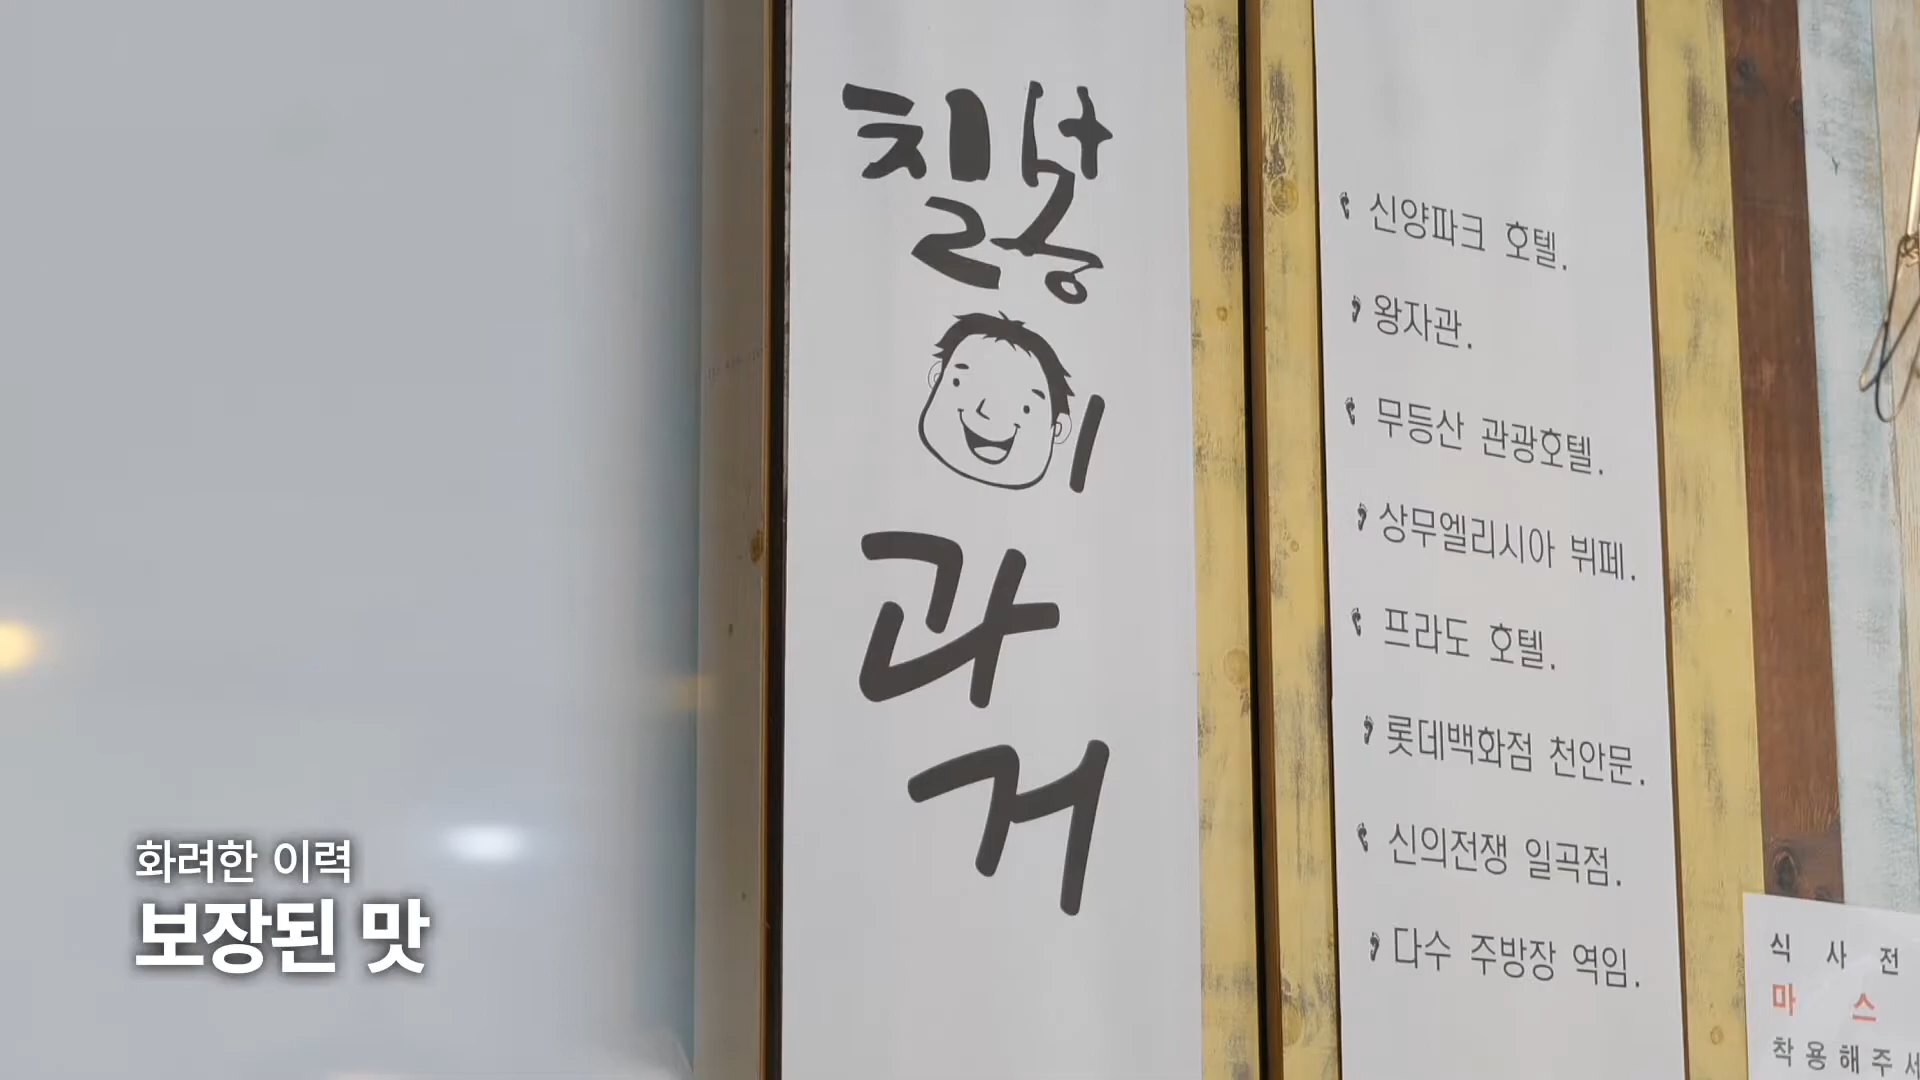 칠봉이
과거
신양파크 호텔.
왕자관.
무등산 관광호텔.
상무엘리시아 뷔페.
프라도 호텔.
롯데백화점 천안문.
신의전쟁 일곡점.
다수 주방장 역임.
식 사 전
마 스
착용해주세
화려한 이력
보장된 맛